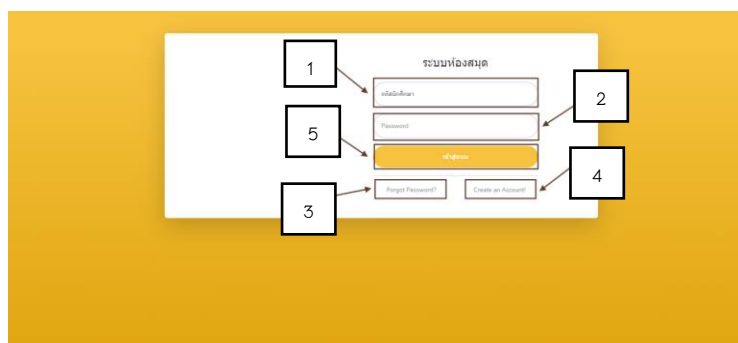 ระบบห้องสมุด
1
รหัสนักศึกษา
2
Password
5
เข้าสู่ระบบ
Forgot Password?
Create an Account!
4
3